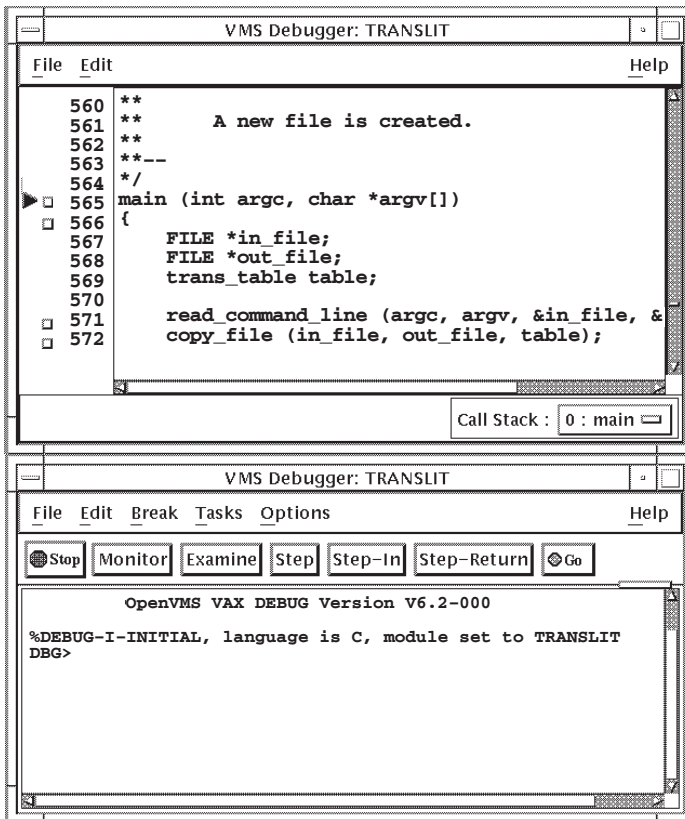 VMS Debugger: TRANSLIT
File Edit Help
560 **
561 ** A new file is created.
562 **
563 **--
564 */
565 main (int argc, char *argv[])
566 {
567 FILE *in_file;
568 FILE *out_file;
569 trans_table table;
570
571 read_command_line (argc, argv, &in_file, &
572 copy_file (in_file, out_file, table);
Call Stack : 0 : main
VMS Debugger: TRANSLIT
File Edit Break Tasks Options Help
Stop Monitor Examine Step Step-In Step-Return Go
OpenVMS VAX DEBUG Version V6.2-000
%DEBUG-I-INITIAL, language is C, module set to TRANSLIT
DBG>